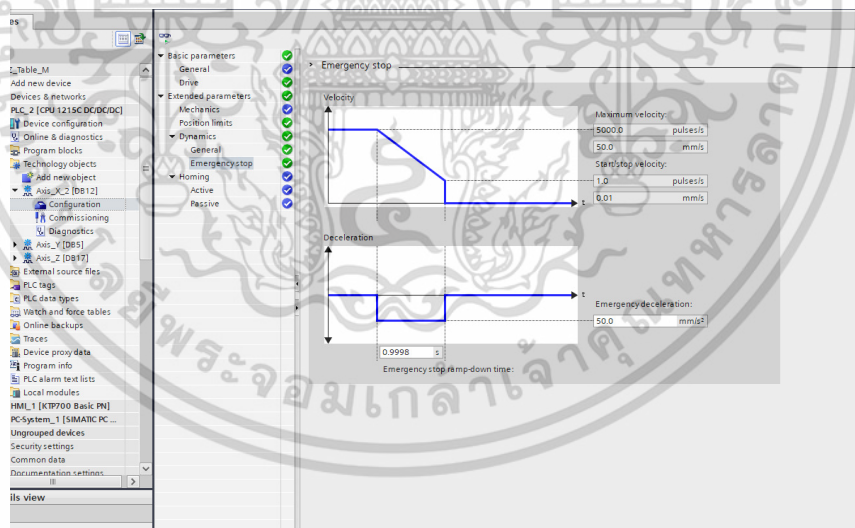 es
_Table_M
Add new device
Devices & networks
PLC_2 [CPU 1215C DC/DC/DC]
Device configuration
Online & diagnostics
Program blocks
Technology objects
Add new object
Axis_X_2 [DB12]
Configuration
Commissioning
Diagnostics
Axis_Y [DB5]
Axis_Z [DB17]
External source files
PLC tags
PLC data types
Watch and force tables
Online backups
Traces
Device proxy data
Program info
PLC alarm text lists
Local modules
HMI_1 [KTP700 Basic PN]
PC-System_1 [SIMATIC PC ...
Ungrouped devices
Security settings
Common data
Documentation settings
ils view
Basic parameters
General
Drive
Extended parameters
Mechanics
Position limits
Dynamics
General
Emergency stop
Homing
Active
Passive
Emergency stop
Velocity
t
Maximum velocity:
5000.0 pulses/s
50.0 mm/s
Start/stop velocity:
1.0 pulses/s
0.01 mm/s
Deceleration
t
Emergency deceleration:
50.0 mm/s²
0.9998 s
Emergency stop ramp-down time: